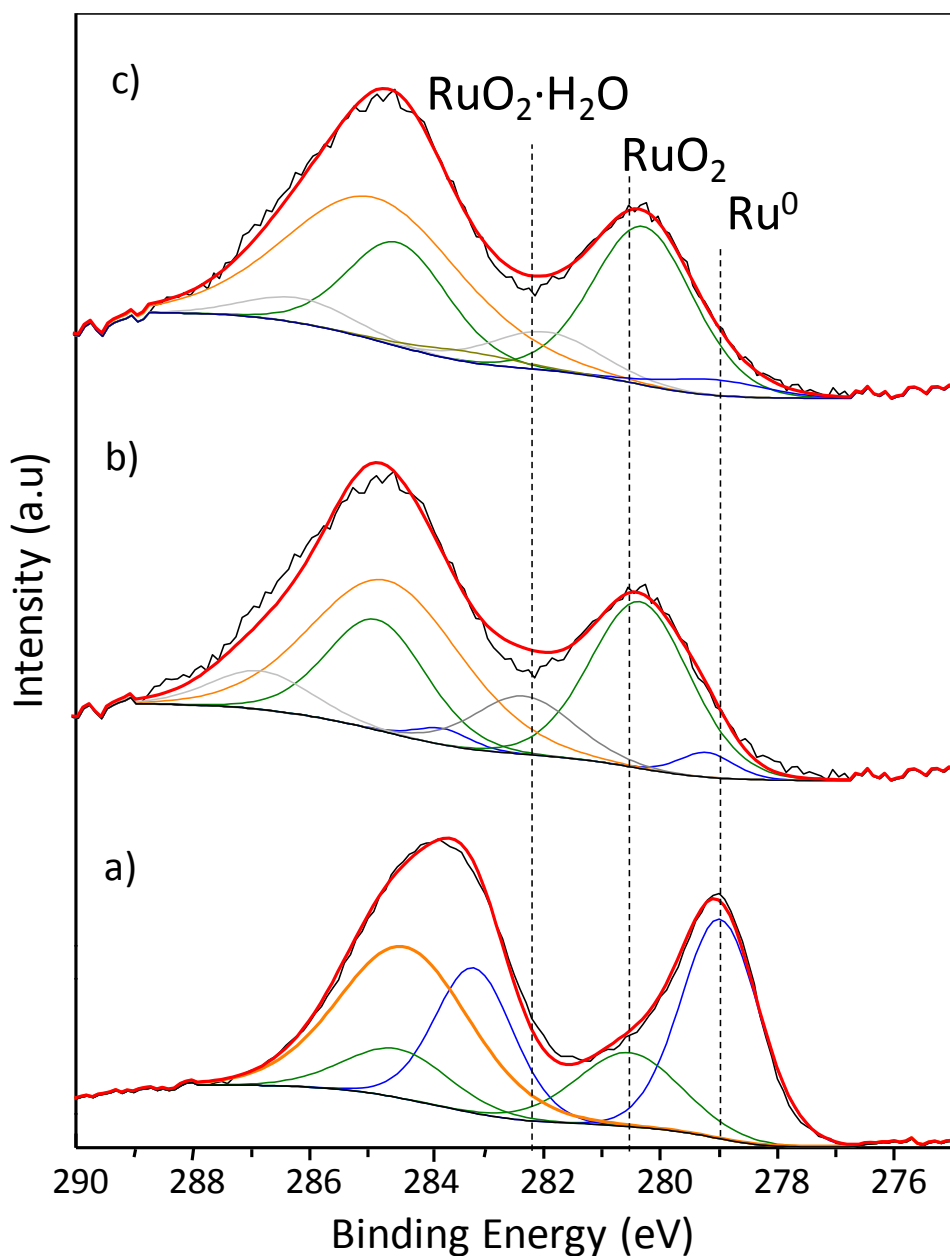 c)
RuO₂·H₂O
RuO₂
Ru⁰
b)
a)
Intensity (a.u)
290 288 286 284 282 280 278 276
Binding Energy (eV)